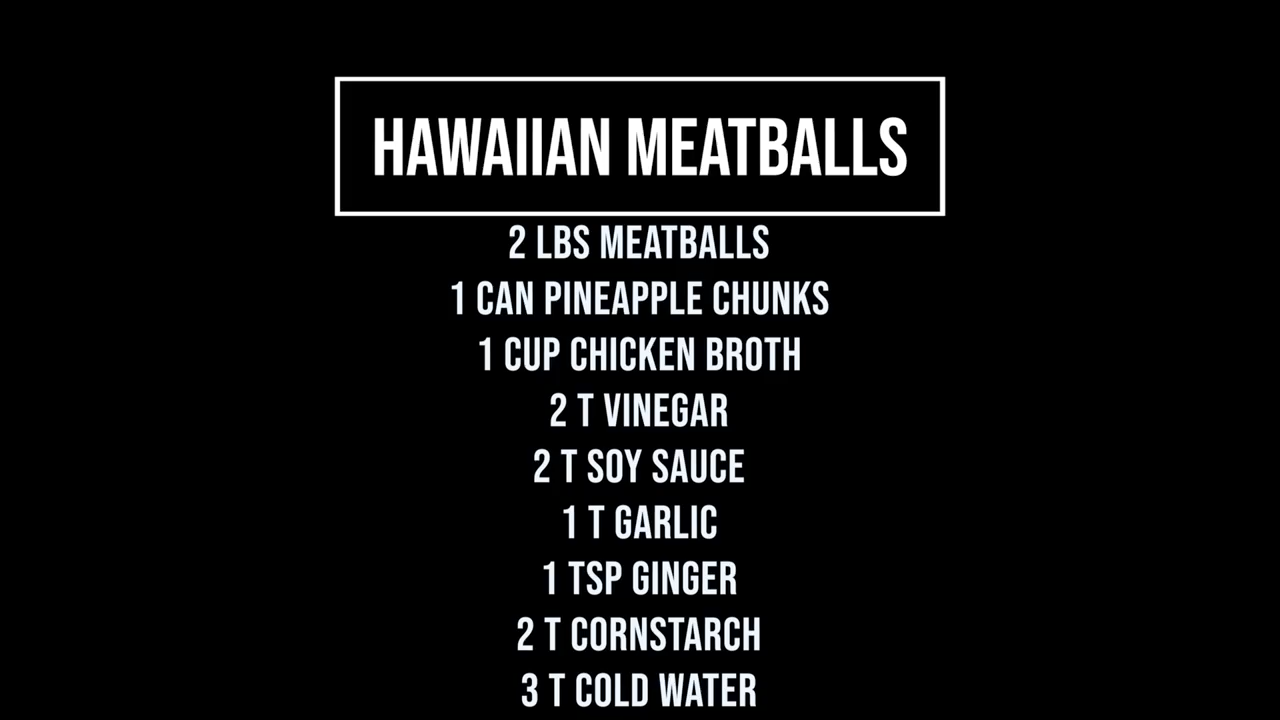 HAWAIIAN MEATBALLS
2 LBS MEATBALLS
1 CAN PINEAPPLE CHUNKS
1 CUP CHICKEN BROTH
2 T VINEGAR
2 T SOY SAUCE
1 T GARLIC
1 TSP GINGER
2 T CORNSTARCH
3 T COLD WATER